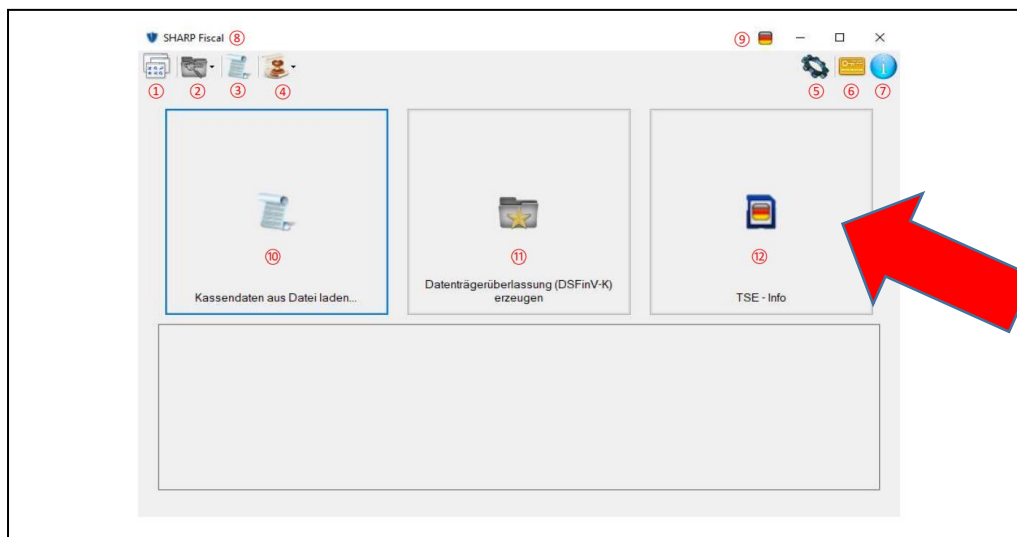 SHARP Fiscal ⑧ ⑨
① ② ③ ④ ⑤ ⑥ ⑦
⑩ ⑪ ⑫
Kassendaten aus Datei laden...
Datenträgerüberlassung (DSFinV-K)
erzeugen
TSE - Info